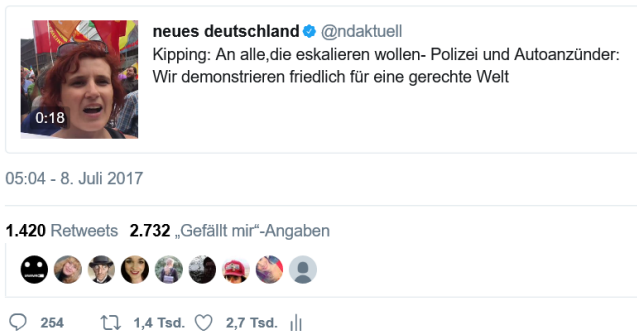 neues deutschland @ndaktuell
Kipping: An alle,die eskalieren wollen- Polizei und Autoanzünder:
Wir demonstrieren friedlich für eine gerechte Welt
0:18
05:04 - 8. Juli 2017
1.420 Retweets 2.732 „Gefällt mir“-Angaben
254 1,4 Tsd. 2,7 Tsd.